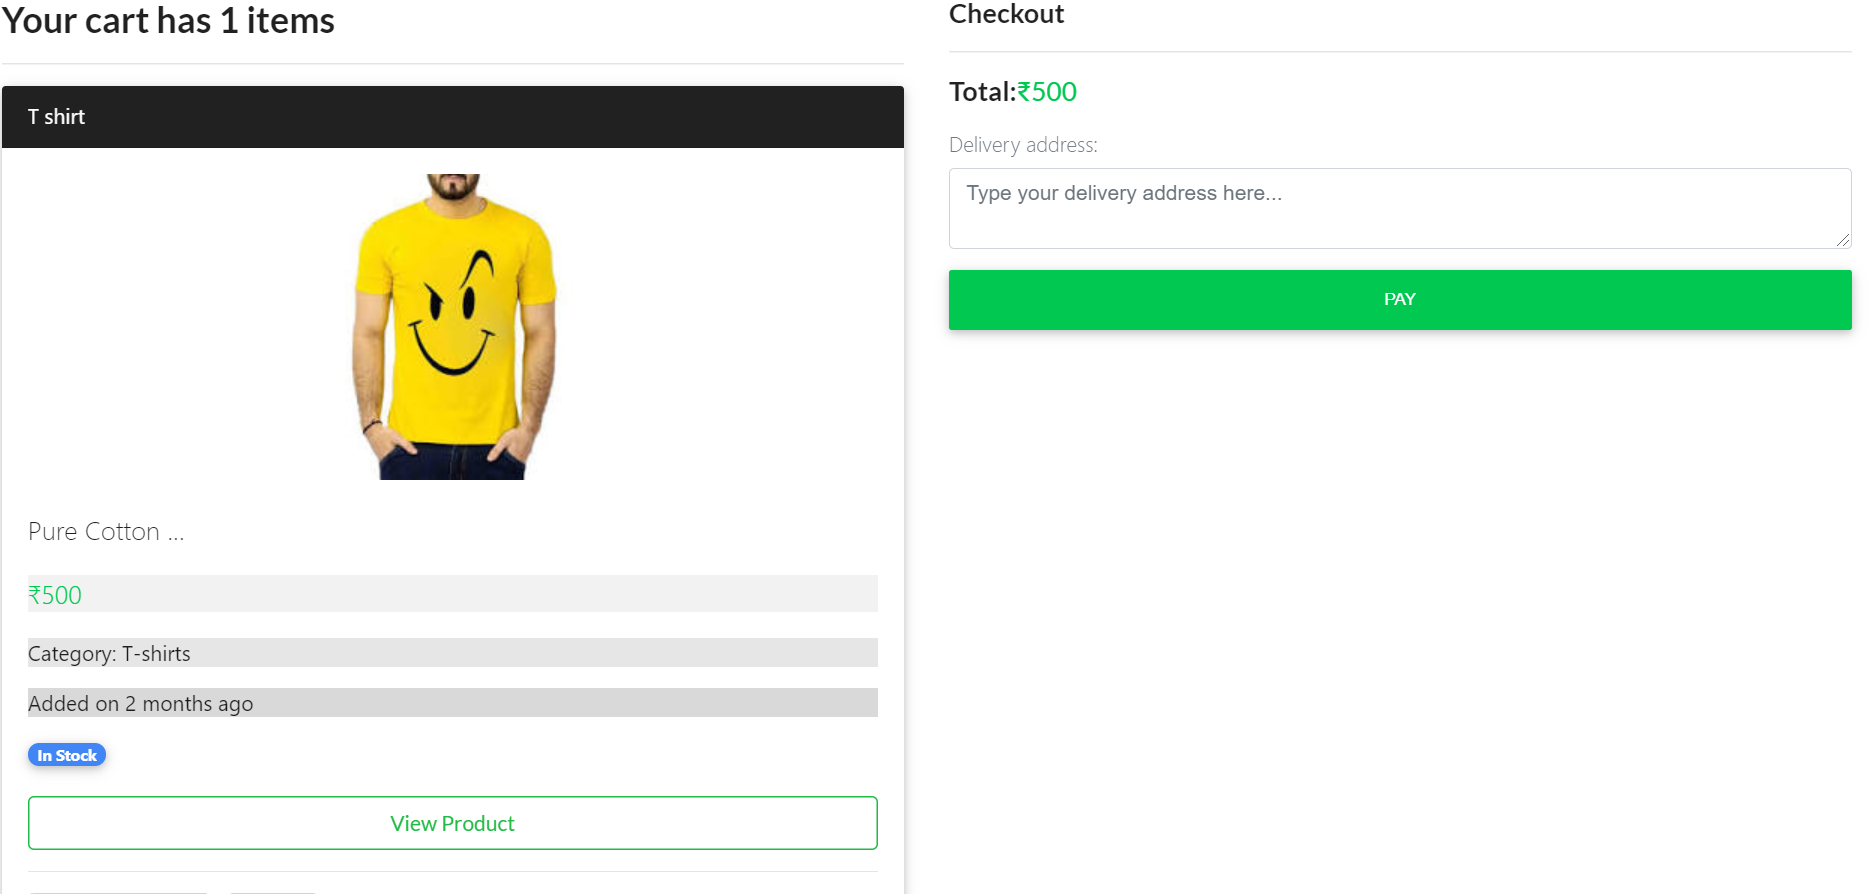 Your cart has 1 items
T shirt
Pure Cotton ...
₹500
Category: T-shirts
Added on 2 months ago
In Stock
View Product
Checkout
Total:₹500
Delivery address:
Type your delivery address here...
PAY